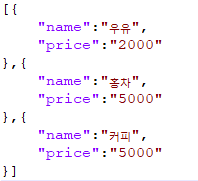 [{
    "name":"우유",
    "price":"2000"
},{
    "name":"홍차",
    "price":"5000"
},{
    "name":"커피",
    "price":"5000"
}]